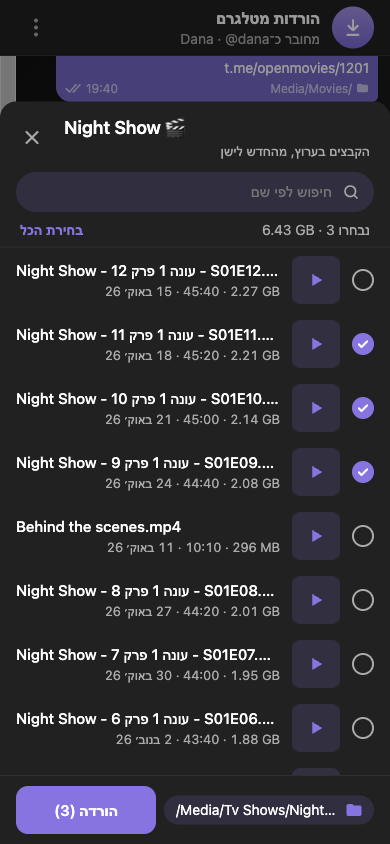 הורדות מטלגרם
מחובר כ־@dana · Dana
t.me/openmovies/1201
Media/Movies/
19:40
Night Show 🎬
הקבצים בערוץ, מהחדש לישן
חיפוש לפי שם
נבחרו 3 · 6.43 GB
בחירת הכל
Night Show - עונה 1 פרק 12 - S01E12....
2.27 GB · 45:40 · 15 באוק׳ 26
Night Show - עונה 1 פרק 11 - S01E11....
2.21 GB · 45:20 · 18 באוק׳ 26
Night Show - עונה 1 פרק 10 - S01E10....
2.14 GB · 45:00 · 21 באוק׳ 26
Night Show - עונה 1 פרק 9 - S01E09....
2.08 GB · 44:40 · 24 באוק׳ 26
Behind the scenes.mp4
296 MB · 10:10 · 11 באוק׳ 26
Night Show - עונה 1 פרק 8 - S01E08....
2.01 GB · 44:20 · 27 באוק׳ 26
Night Show - עונה 1 פרק 7 - S01E07....
1.95 GB · 44:00 · 30 באוק׳ 26
Night Show - עונה 1 פרק 6 - S01E06....
1.88 GB · 43:40 · 2 בנוב׳ 26
/Media/Tv Shows/Night...
הורדה (3)